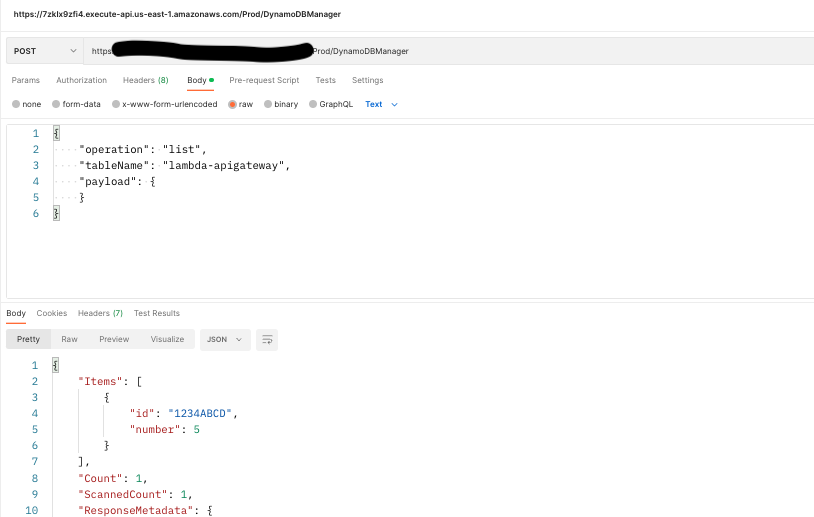 https://7zklx9zfi4.execute-api.us-east-1.amazonaws.com/Prod/DynamoDBManager
POST https Prod/DynamoDBManager
Params Authorization Headers (8) Body Pre-request Script Tests Settings
none form-data x-www-form-urlencoded raw binary GraphQL Text
1 {
2 "operation": "list",
3 "tableName": "lambda-apigateway",
4 "payload": {
5 }
6 }
Body Cookies Headers (7) Test Results
Pretty Raw Preview Visualize JSON
1 {
2 "Items": [
3 {
4 "id": "1234ABCD",
5 "number": 5
6 }
7 ],
8 "Count": 1,
9 "ScannedCount": 1,
10 "ResponseMetadata": {